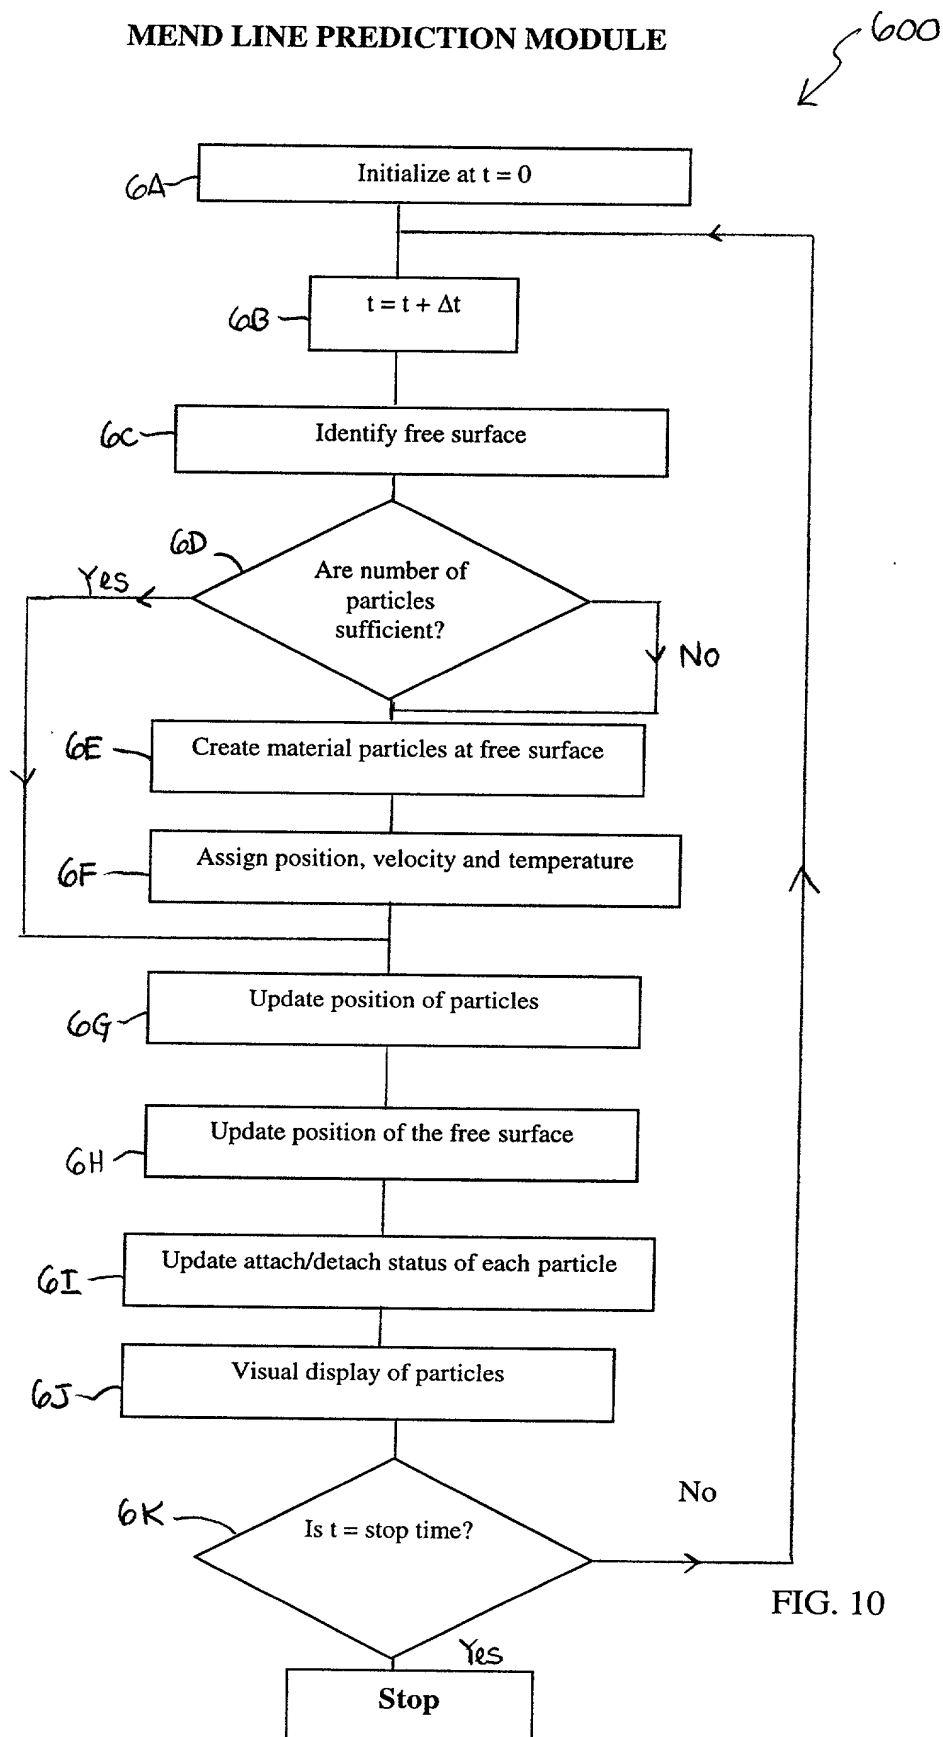 MEND LINE PREDICTION MODULE
600
6A
Initialize at t = 0
6B
t = t + Δt
6C
Identify free surface
6D
Yes
Are number of
particles
sufficient?
No
6E
Create material particles at free surface
6F
Assign position, velocity and temperature
6G
Update position of particles
6H
Update position of the free surface
6I
Update attach/detach status of each particle
6J
Visual display of particles
6K
Is t = stop time?
No
FIG. 10
Yes
Stop